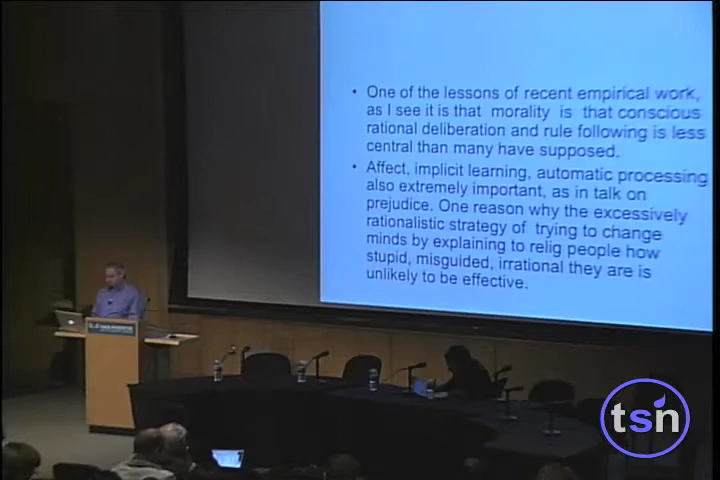 • One of the lessons of recent empirical work,
as I see it is that morality is that conscious
rational deliberation and rule following is less
central than many have supposed.
• Affect, implicit learning, automatic processing
also extremely important, as in talk on
prejudice. One reason why the excessively
rationalistic strategy of trying to change
minds by explaining to relig people how
stupid, misguided, irrational they are is
unlikely to be effective.
tsn